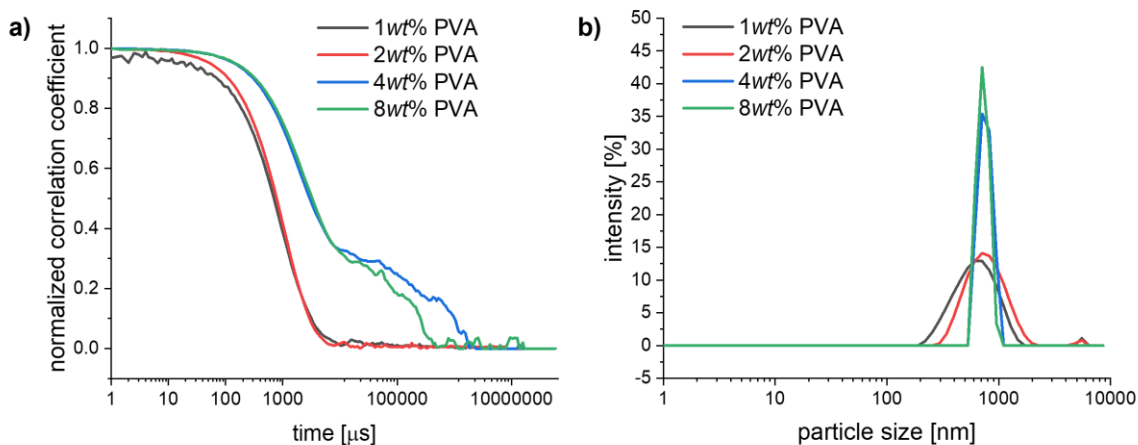 a)
1wt% PVA
2wt% PVA
4wt% PVA
8wt% PVA
normalized correlation coefficient
1.0
0.8
0.6
0.4
0.2
0.0
1 10 100 1000 100000 10000000
time [μs]
b)
1wt% PVA
2wt% PVA
4wt% PVA
8wt% PVA
intensity [%]
50
45
40
35
30
25
20
15
10
5
0
-5
1 10 100 1000 10000
particle size [nm]